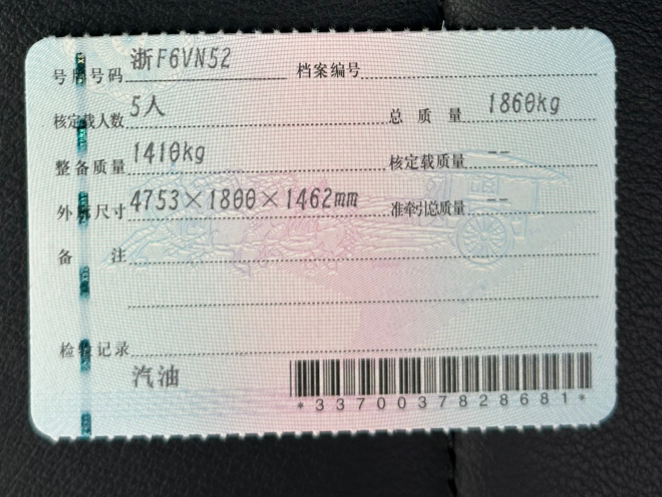 号牌号码 浙F6VN52 档案编号
核定载人数 5人 总质量 1860kg
整备质量 1410kg 核定载质量 --
外廓尺寸 4753×1800×1462mm 准牵引总质量 --
备注
检验记录
汽油
*3370037828681*